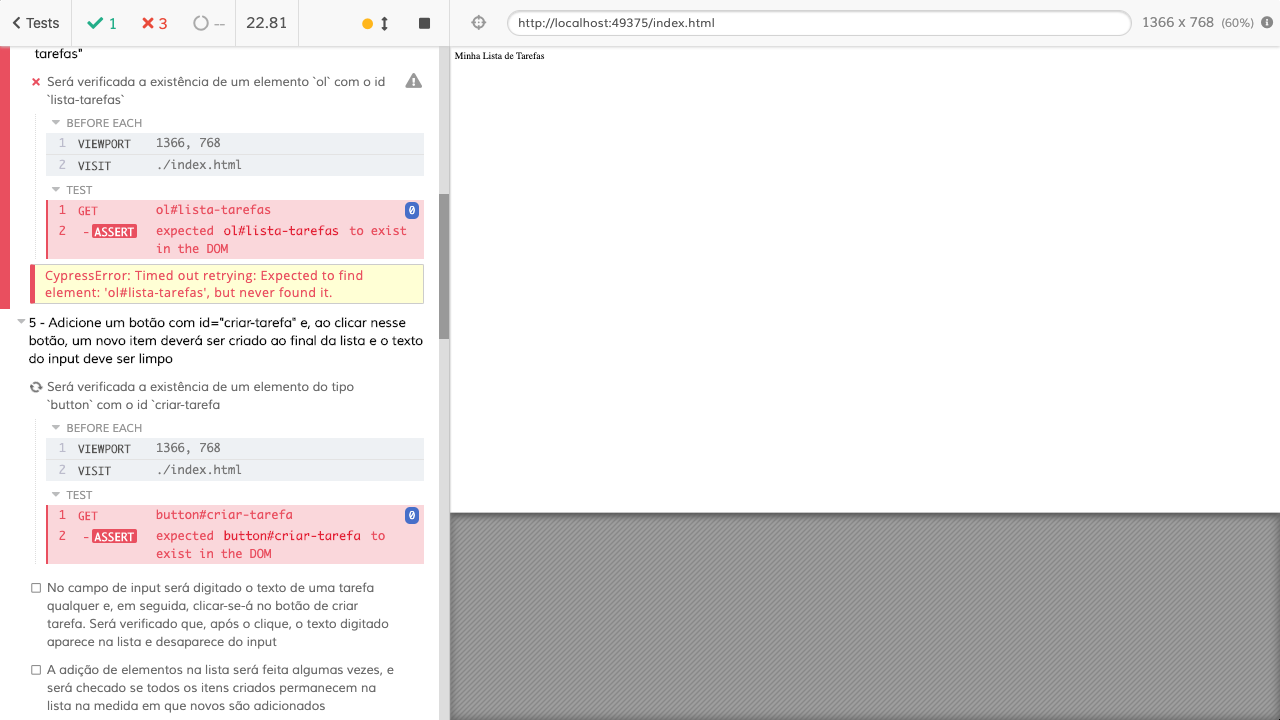 Tests 1 3 -- 22.81
http://localhost:49375/index.html 1366 x 768 (60%)
tarefas"
Será verificada a existência de um elemento `ol` com o id
`lista-tarefas`
BEFORE EACH
1 VIEWPORT 1366, 768
2 VISIT ./index.html
TEST
1 GET ol#lista-tarefas 0
2 -ASSERT expected ol#lista-tarefas to exist
in the DOM
CypressError: Timed out retrying: Expected to find
element: 'ol#lista-tarefas', but never found it.
5 - Adicione um botão com id="criar-tarefa" e, ao clicar nesse
botão, um novo item deverá ser criado ao final da lista e o texto
do input deve ser limpo
Será verificada a existência de um elemento do tipo
`button` com o id `criar-tarefa
BEFORE EACH
1 VIEWPORT 1366, 768
2 VISIT ./index.html
TEST
1 GET button#criar-tarefa 0
2 -ASSERT expected button#criar-tarefa to
exist in the DOM
No campo de input será digitado o texto de uma tarefa
qualquer e, em seguida, clicar-se-á no botão de criar
tarefa. Será verificado que, após o clique, o texto digitado
aparece na lista e desaparece do input
A adição de elementos na lista será feita algumas vezes, e
será checado se todos os itens criados permanecem na
lista na medida em que novos são adicionados
Minha Lista de Tarefas